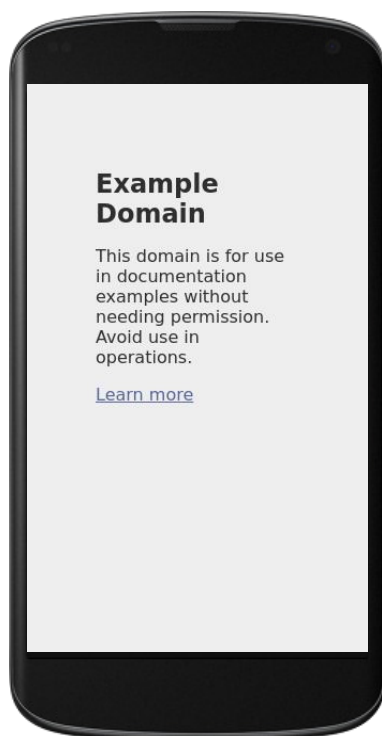 Example
Domain
This domain is for use
in documentation
examples without
needing permission.
Avoid use in
operations.
Learn more